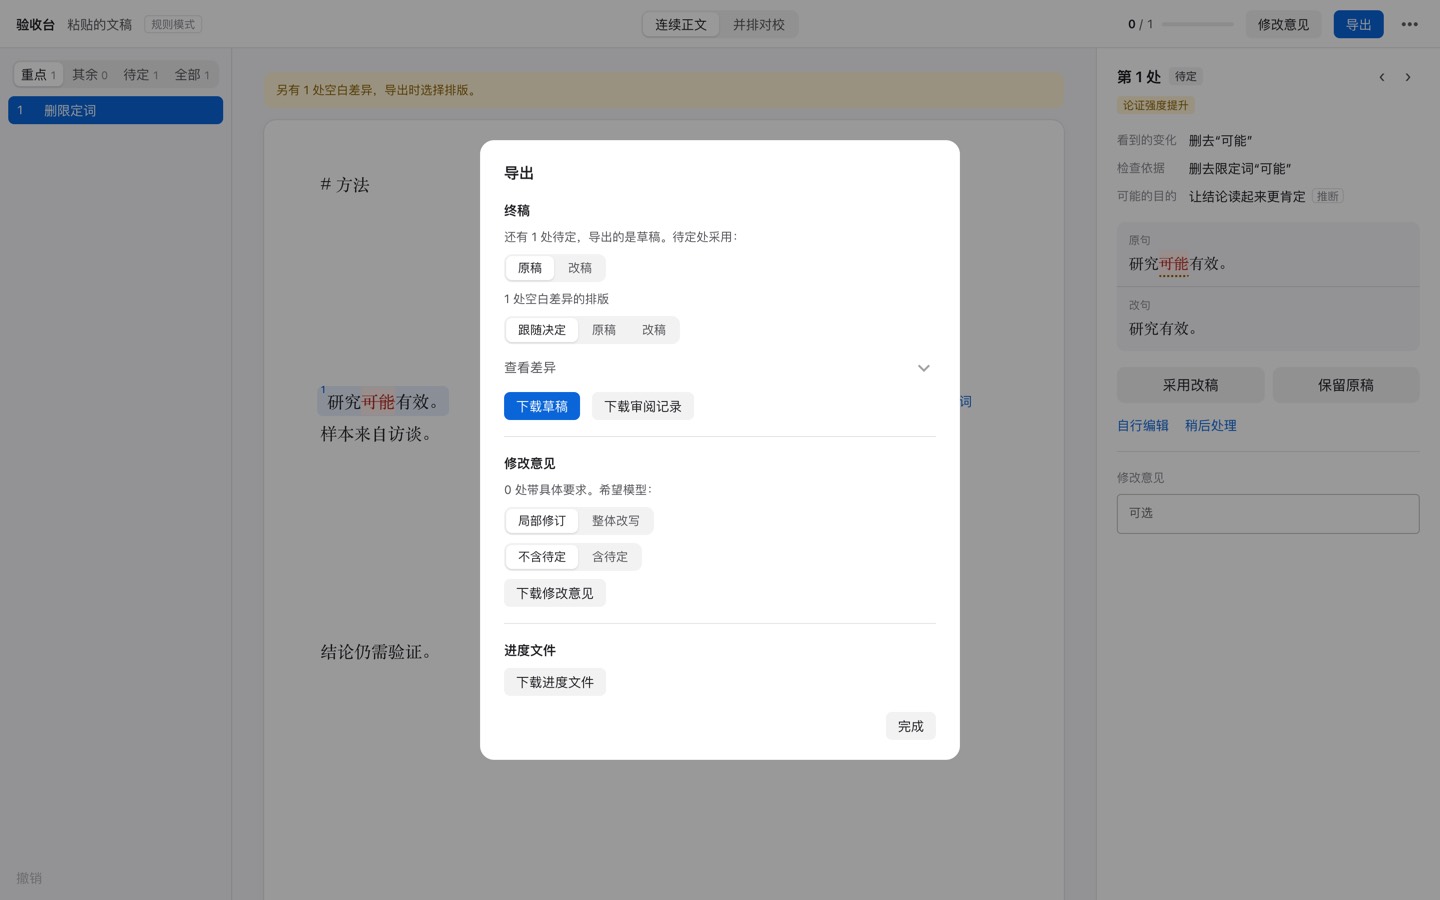 验收台 粘贴的文稿 规则模式 连续正文 并排对校 0 / 1 修改意见 导出 •••
重点 1 其余 0 待定 1 全部 1
1 删限定词
撤销
另有 1 处空白差异，导出时选择排版。
# 方法
1 研究可能有效。
词
样本来自访谈。
结论仍需验证。
导出
终稿
还有 1 处待定，导出的是草稿。待定处采用：
原稿 改稿
1 处空白差异的排版
跟随决定 原稿 改稿
查看差异
下载草稿 下载审阅记录
修改意见
0 处带具体要求。希望模型：
局部修订 整体改写
不含待定 含待定
下载修改意见
进度文件
下载进度文件
完成
第 1 处 待定
论证强度提升
看到的变化 删去“可能”
检查依据 删去限定词“可能”
可能的目的 让结论读起来更肯定 推断
原句
研究可能有效。
改句
研究有效。
采用改稿 保留原稿
自行编辑 稍后处理
修改意见
可选